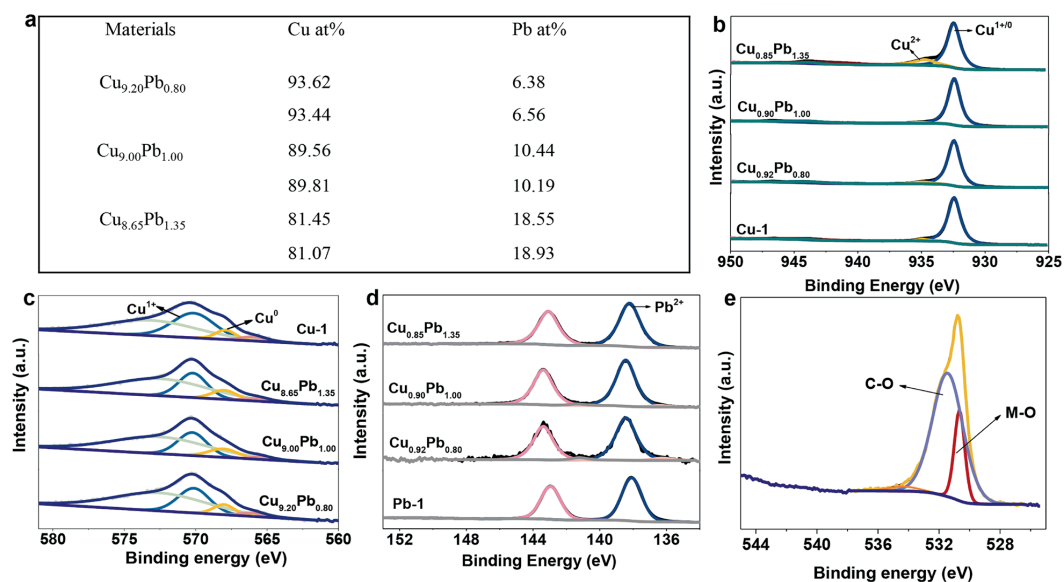 a
Materials Cu at% Pb at%
Cu9.20Pb0.80 93.62 6.38
93.44 6.56
Cu9.00Pb1.00 89.56 10.44
89.81 10.19
Cu8.65Pb1.35 81.45 18.55
81.07 18.93
b
Cu1+/0
Cu2+
Cu0.85Pb1.35
Cu0.90Pb1.00
Cu0.92Pb0.80
Cu-1
Intensity (a.u.)
950 945 940 935 930 925
Binding Energy (eV)
c
Cu1+
Cu0
Cu-1
Cu8.65Pb1.35
Cu9.00Pb1.00
Cu9.20Pb0.80
Intensity (a.u.)
580 575 570 565 560
Binding energy (eV)
d
Pb2+
Cu0.85Pb1.35
Cu0.90Pb1.00
Cu0.92Pb0.80
Pb-1
Intensity (a.u.)
152 148 144 140 136
Binding Energy (eV)
e
C-O
M-O
Intensity (a.u.)
544 540 536 532 528
Binding energy (eV)